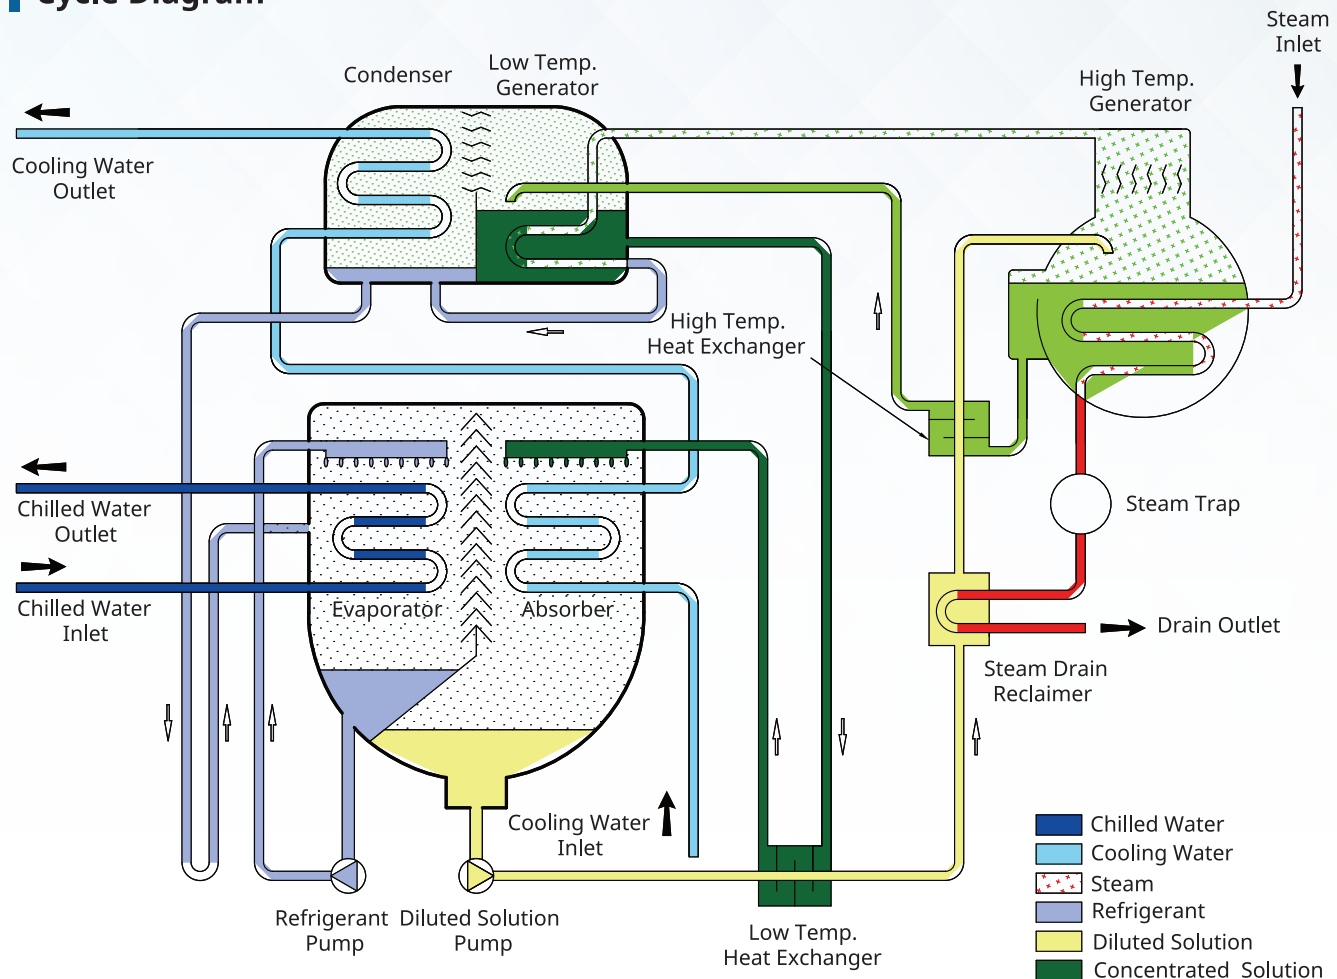 Cycle Diagram
Steam
Inlet
Low Temp.
Generator
Condenser
High Temp.
Generator
Cooling Water
Outlet
High Temp.
Heat Exchanger
Chilled Water
Outlet
Steam Trap
Chilled Water
Inlet
Evaporator
Absorber
Drain Outlet
Steam Drain
Reclaimer
Cooling Water
Inlet
Refrigerant
Pump
Diluted Solution
Pump
Low Temp.
Heat Exchanger
Chilled Water
Cooling Water
Steam
Refrigerant
Diluted Solution
Concentrated Solution